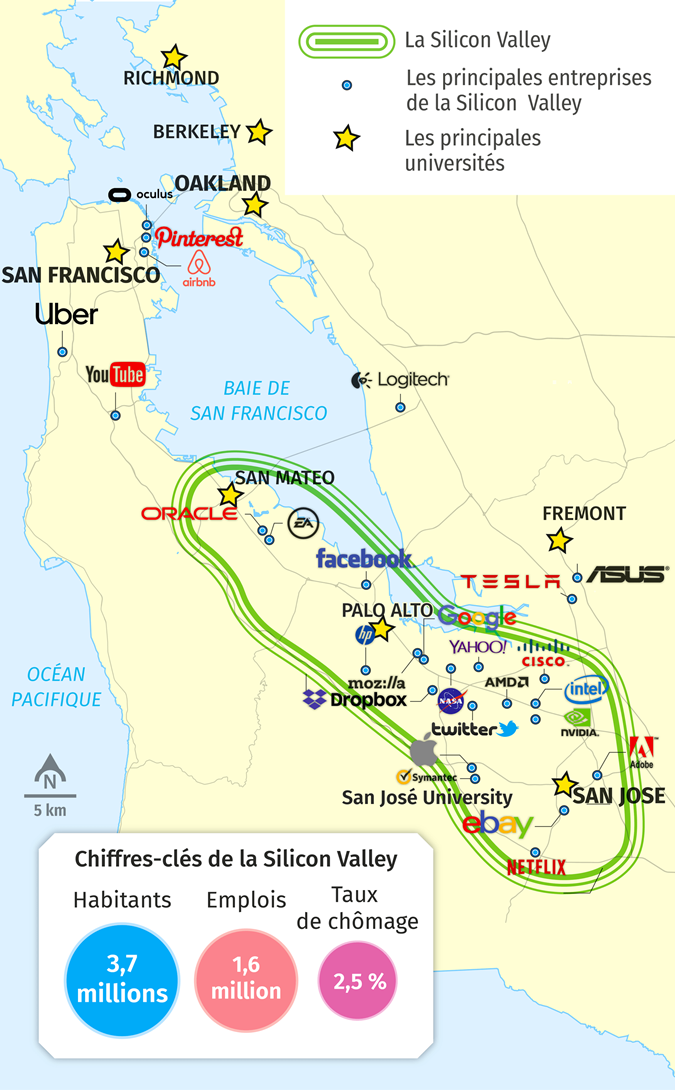 La Silicon Valley
Les principales entreprises
de la Silicon Valley
Les principales
universités
RICHMOND
BERKELEY
OAKLAND
oculus
Pinterest
SAN FRANCISCO
airbnb
Uber
YouTube
Logitech
BAIE DE
SAN FRANCISCO
SAN MATEO
ORACLE
EA
FREMONT
facebook
TESLA
ASUS
PALO ALTO
Google
hp
YAHOO!
CISCO
moz://a
AMD
intel
Dropbox
NASA
OCÉAN
PACIFIQUE
twitter
NVIDIA
Adobe
Symantec
San José University
SAN JOSE
N
5 km
ebay
NETFLIX
Chiffres-clés de la Silicon Valley
Habitants
Emplois
Taux
de chômage
3,7
millions
1,6
million
2,5 %